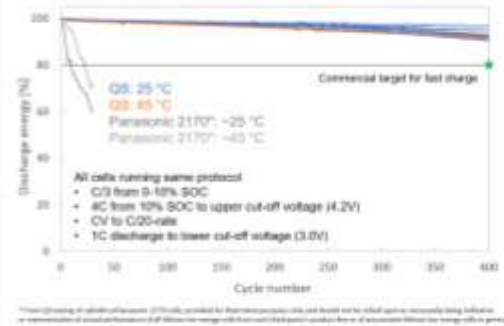 100
80
60
40
20
0
Discharge energy [%]
Commercial target for fast charge
QS: 25 °C
QS: 45 °C
Panasonic 2170*: ~25 °C
Panasonic 2170*: ~45 °C
All cells running same protocol
• C/3 from 0-10% SOC
• 4C from 10% SOC to upper cut-off voltage (4.2V)
• CV to C/20-rate
• 1C discharge to lower cut-off voltage (3.0V)
0 50 100 150 200 250 300 350 400
Cycle number